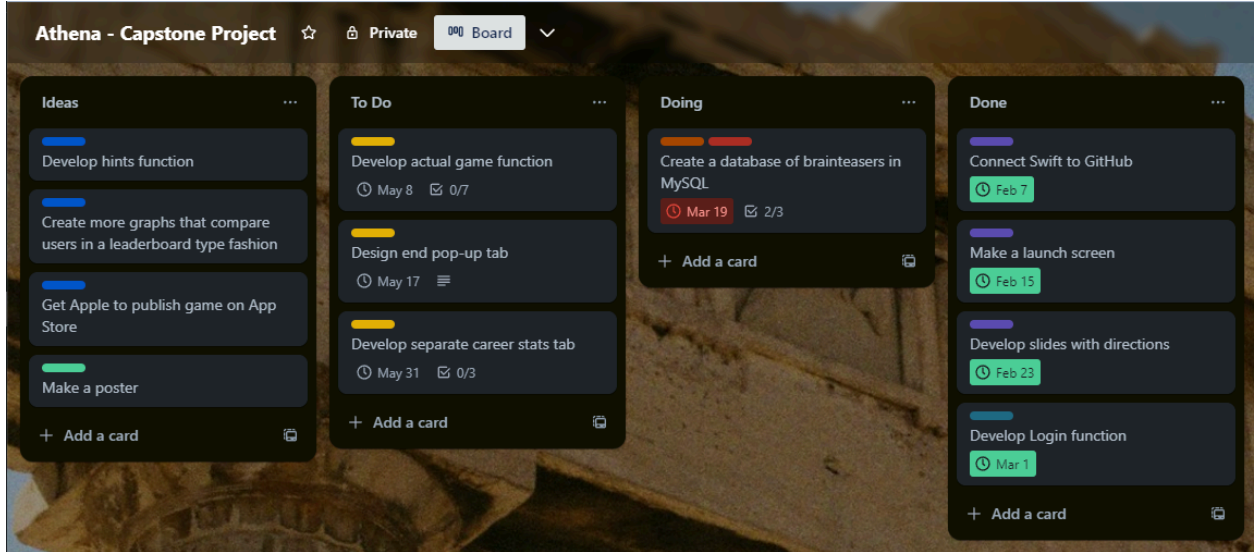 Athena - Capstone Project
Private
Board
Ideas
Develop hints function
Create more graphs that compare
users in a leaderboard type fashion
Get Apple to publish game on App
Store
Make a poster
+ Add a card
To Do
Develop actual game function
May 8
0/7
Design end pop-up tab
May 17
Develop separate career stats tab
May 31
0/3
+ Add a card
Doing
Create a database of brainteasers in
MySQL
Mar 19
2/3
+ Add a card
Done
Connect Swift to GitHub
Feb 7
Make a launch screen
Feb 15
Develop slides with directions
Feb 23
Develop Login function
Mar 1
+ Add a card